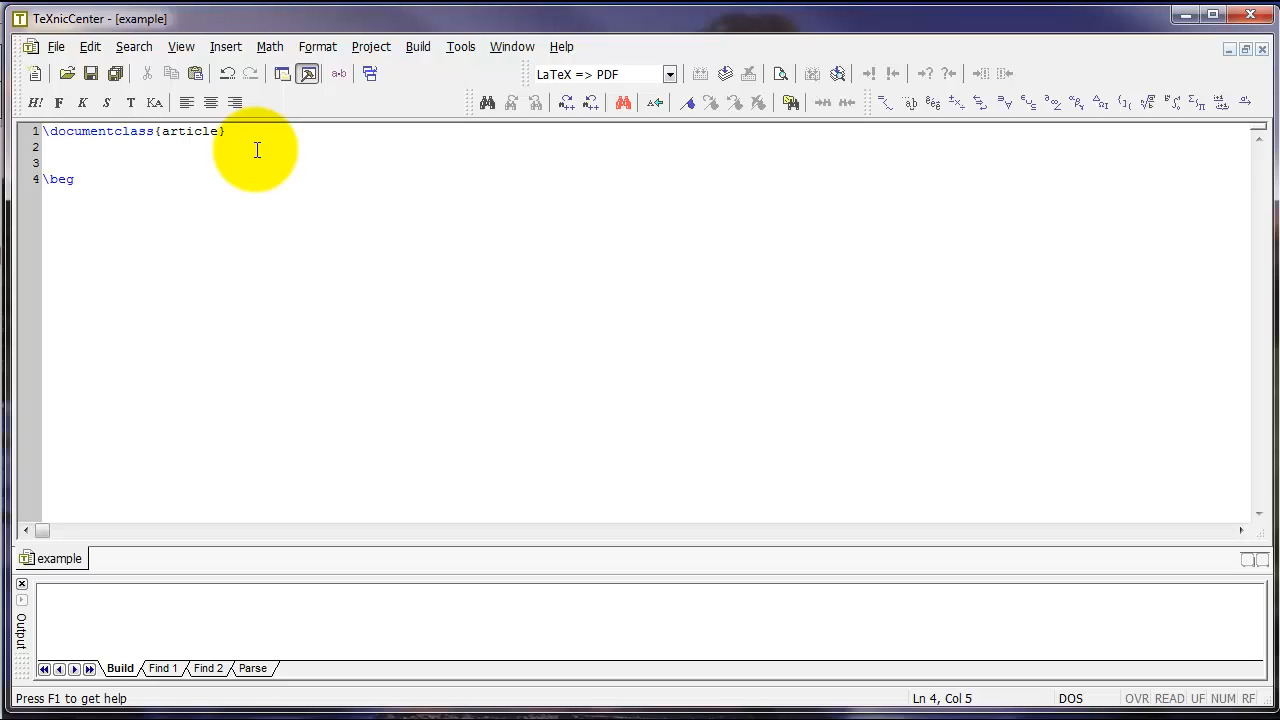 TeXnicCenter - [example]
File Edit Search View Insert Math Format Project Build Tools Window Help
LaTeX => PDF
H! F K S T KA
1 \documentclass{article}
2
3
4 \beg
example
Output
Build Find 1 Find 2 Parse
Press F1 to get help Ln 4, Col 5 DOS OVR READ UF NUM RF